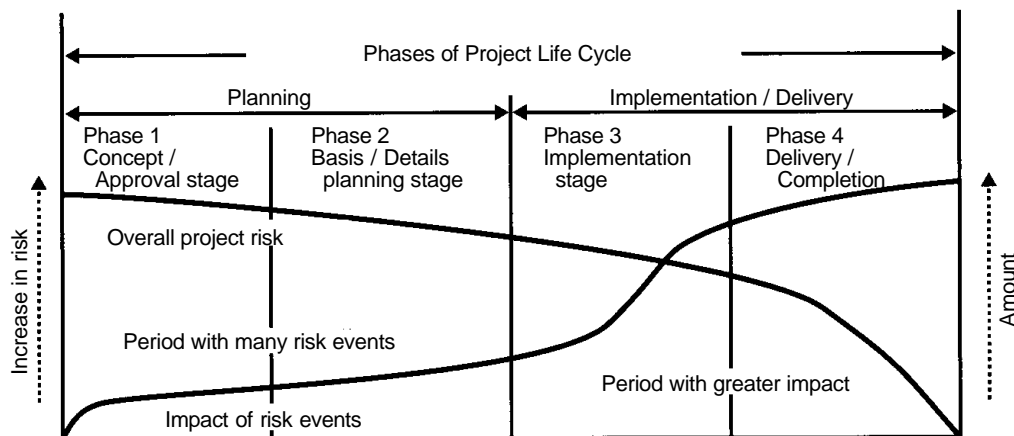 Phases of Project Life Cycle
Planning
Implementation / Delivery
Phase 1
Concept /
Approval stage
Phase 2
Basis / Details
planning stage
Phase 3
Implementation
stage
Phase 4
Delivery /
Completion
Increase in risk
Overall project risk
Period with many risk events
Impact of risk events
Period with greater impact
Amount